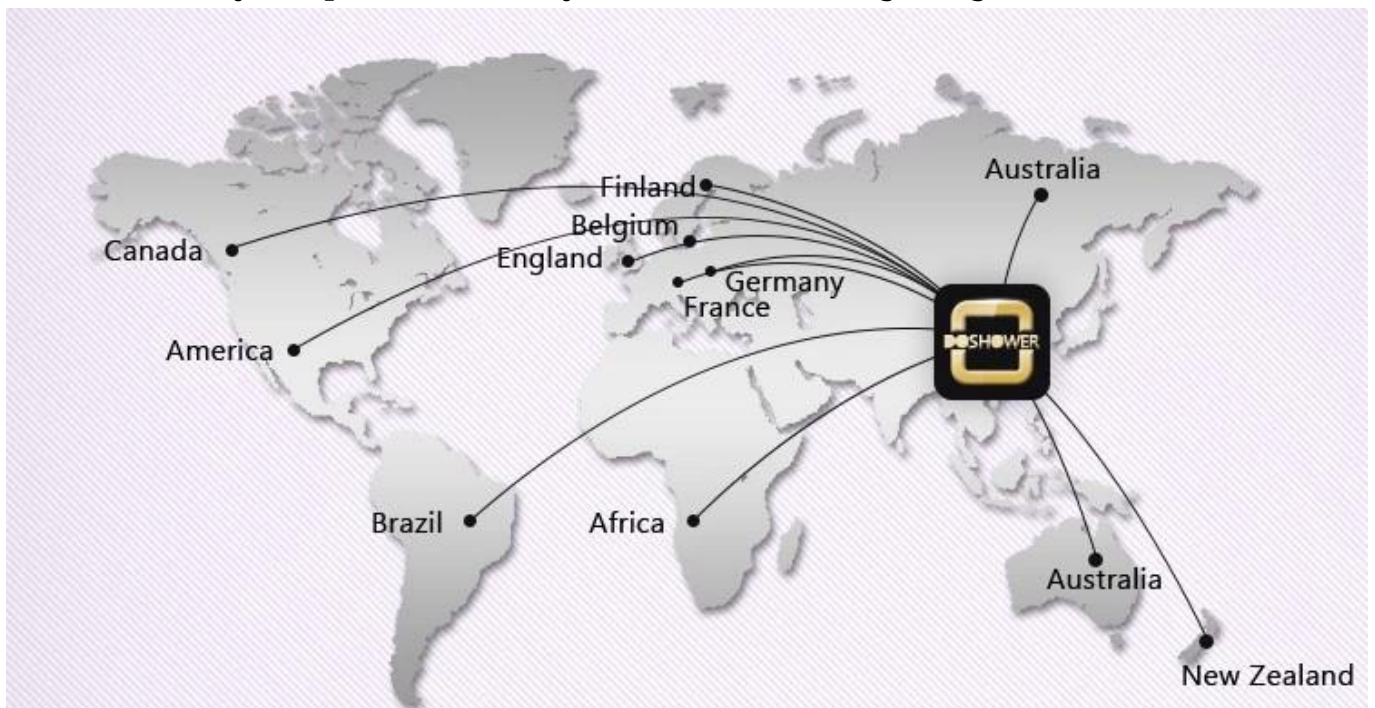 Australia
Finland
Belgium
Canada
England
Germany
France
DOSHOWER
America
Brazil
Africa
Australia
New Zealand